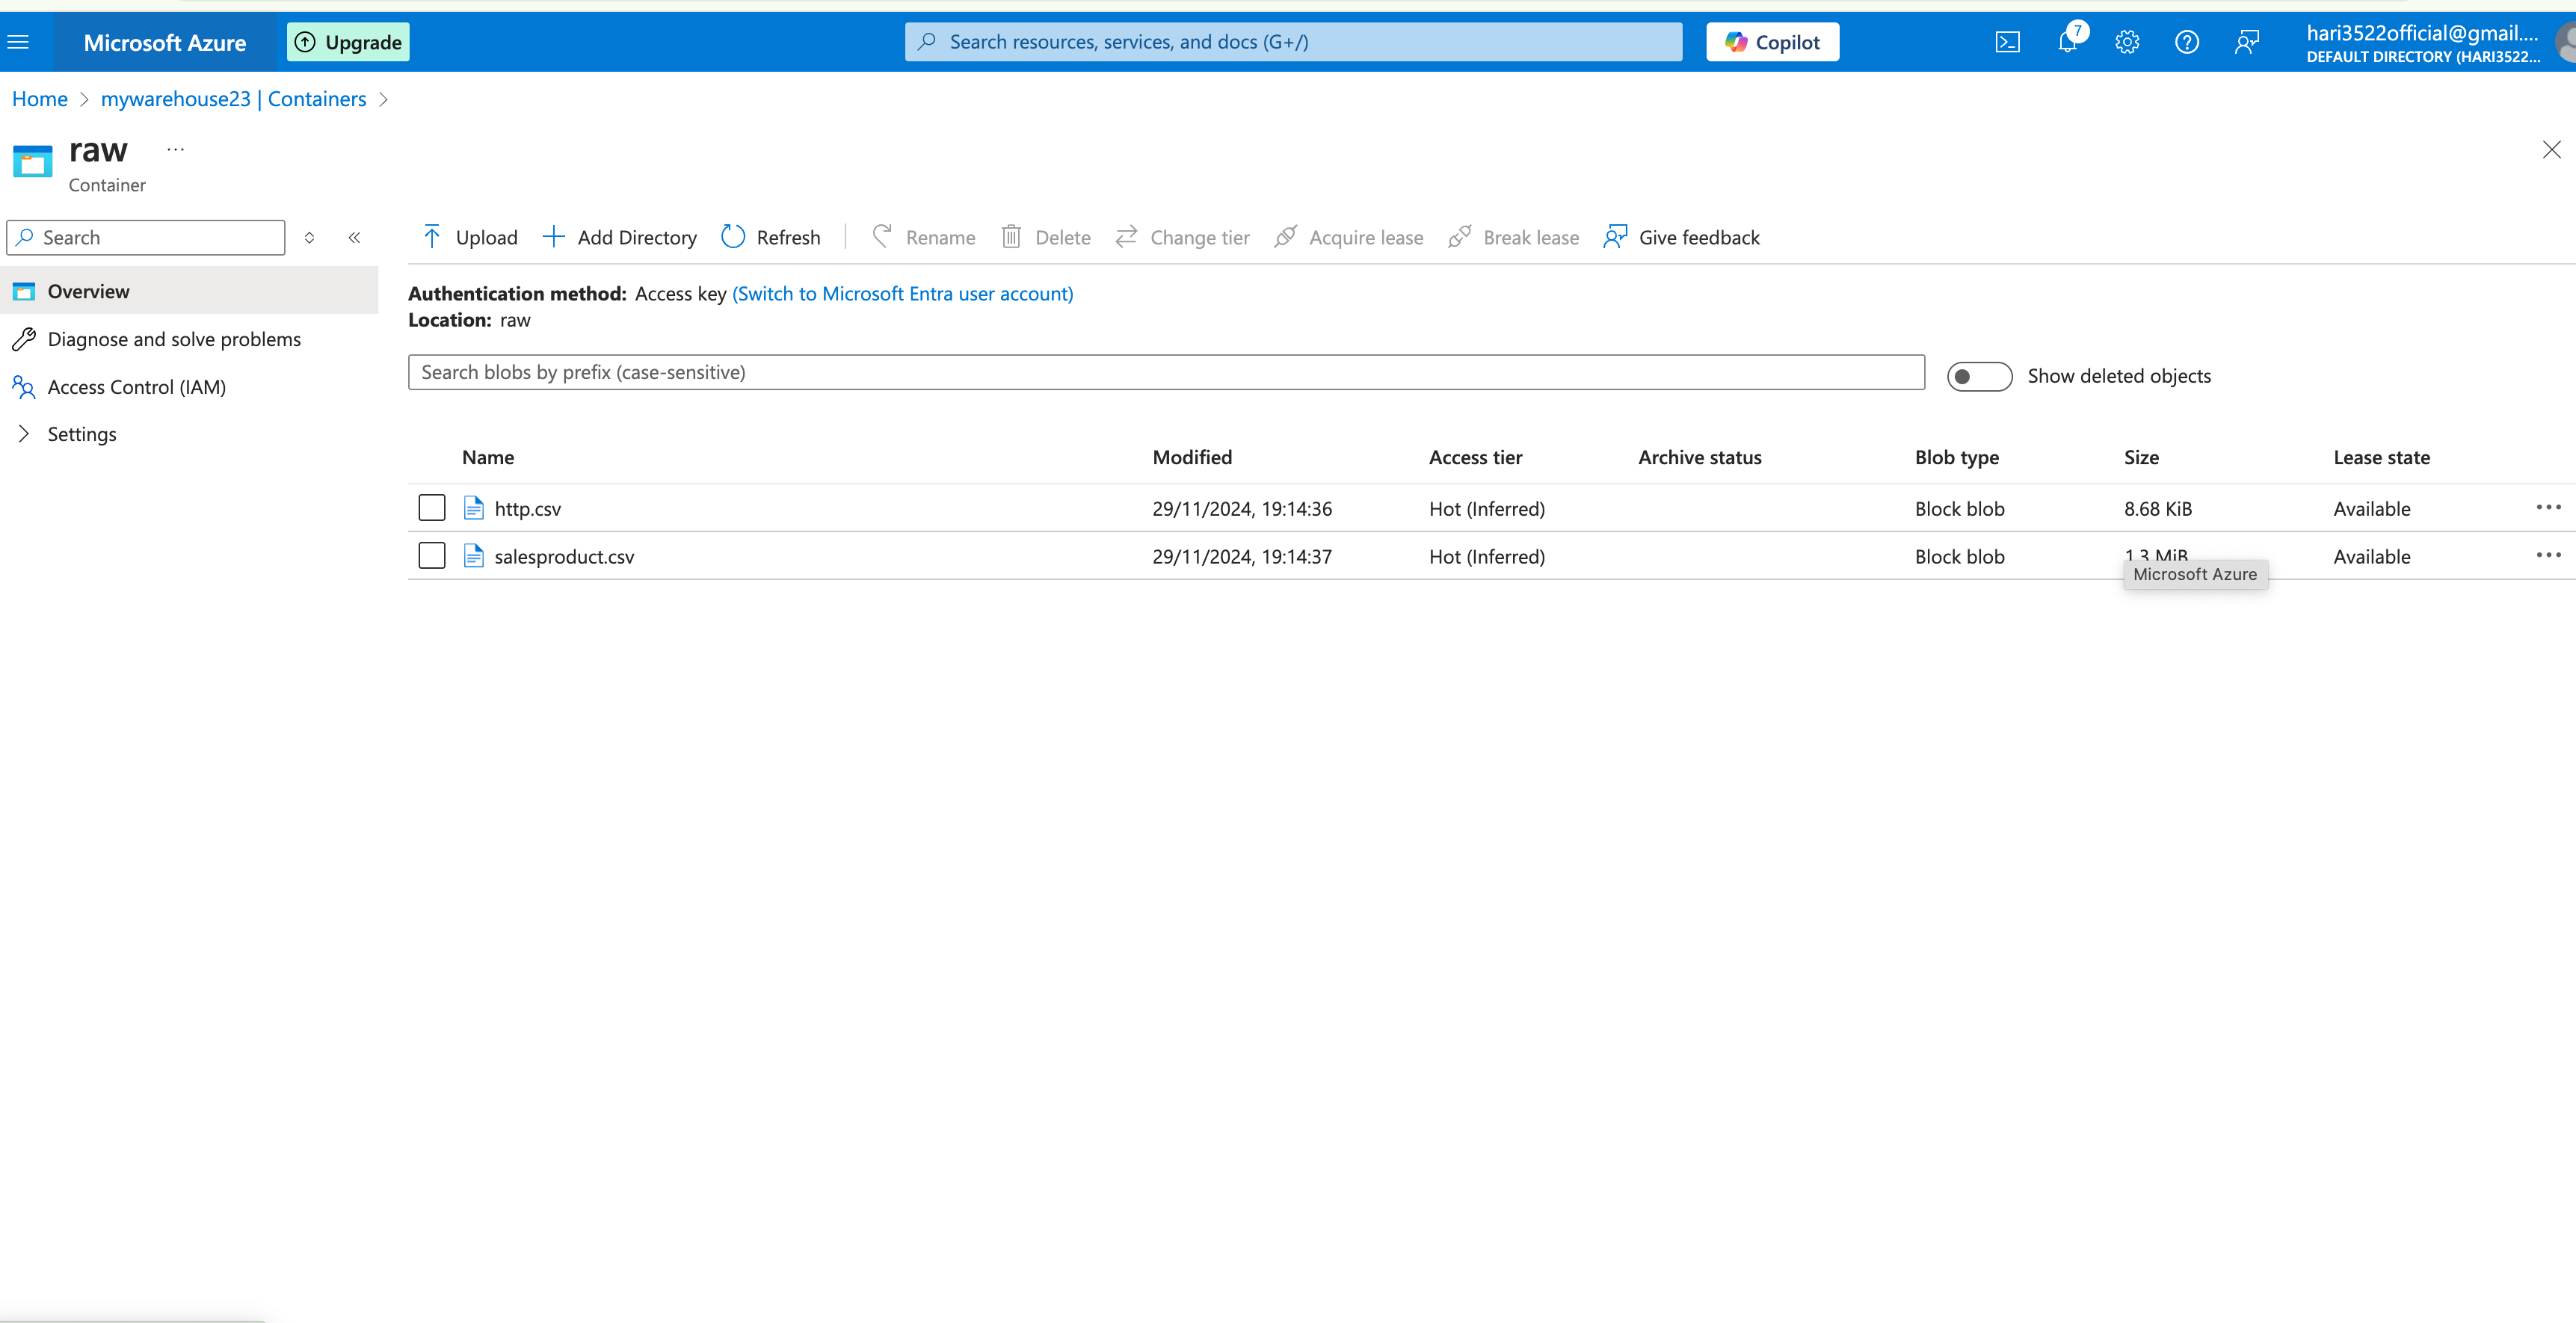 Microsoft Azure
Upgrade
Search resources, services, and docs (G+/)
Copilot
7
hari3522official@gmail....
DEFAULT DIRECTORY (HARI3522...
Home > mywarehouse23 | Containers >
raw ...
Container
Search
Overview
Diagnose and solve problems
Access Control (IAM)
Settings
Upload Add Directory Refresh Rename Delete Change tier Acquire lease Break lease Give feedback
Authentication method: Access key (Switch to Microsoft Entra user account)
Location: raw
Search blobs by prefix (case-sensitive)
Show deleted objects
Name Modified Access tier Archive status Blob type Size Lease state
http.csv 29/11/2024, 19:14:36 Hot (Inferred) Block blob 8.68 KiB Available
salesproduct.csv 29/11/2024, 19:14:37 Hot (Inferred) Block blob 1.3 MiB Available
Microsoft Azure